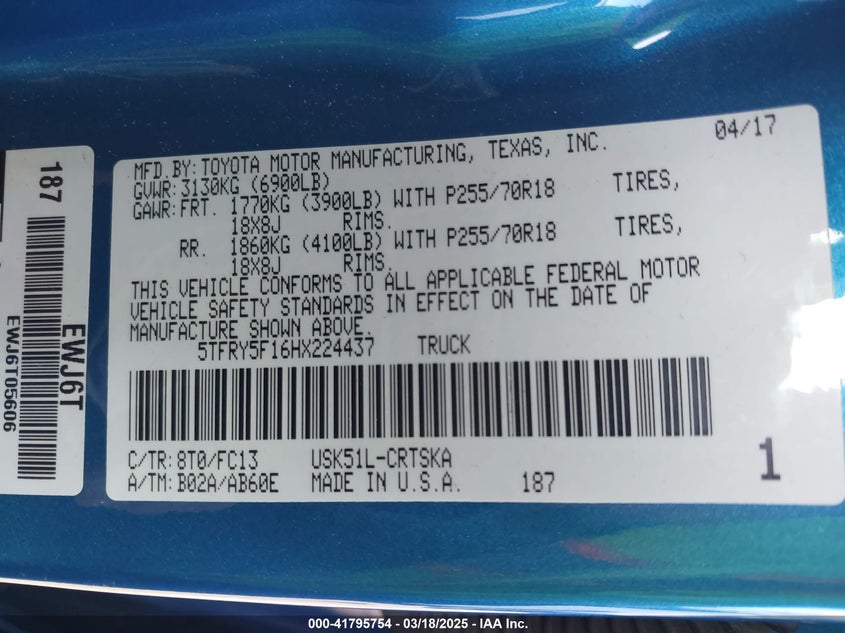 04/17
MFD.BY: TOYOTA MOTOR MANUFACTURING, TEXAS, INC.
GVWR: 3130KG (6900LB)
GAWR: FRT. 1770KG (3900LB) WITH P255/70R18 TIRES,
18X8J RIMS.
RR. 1860KG (4100LB) WITH P255/70R18 TIRES,
18X8J RIMS.
THIS VEHICLE CONFORMS TO ALL APPLICABLE FEDERAL MOTOR
VEHICLE SAFETY STANDARDS IN EFFECT ON THE DATE OF
MANUFACTURE SHOWN ABOVE.
5TFRY5F16HX224437 TRUCK
C/TR: 8T0/FC13 USK51L-CRTSKA
A/TM: B02A/AB60E MADE IN U.S.A. 187
1
187
EWJ6T
EWJ6T05606
000-41795754 / 03/18/2025 — IAA Inc.